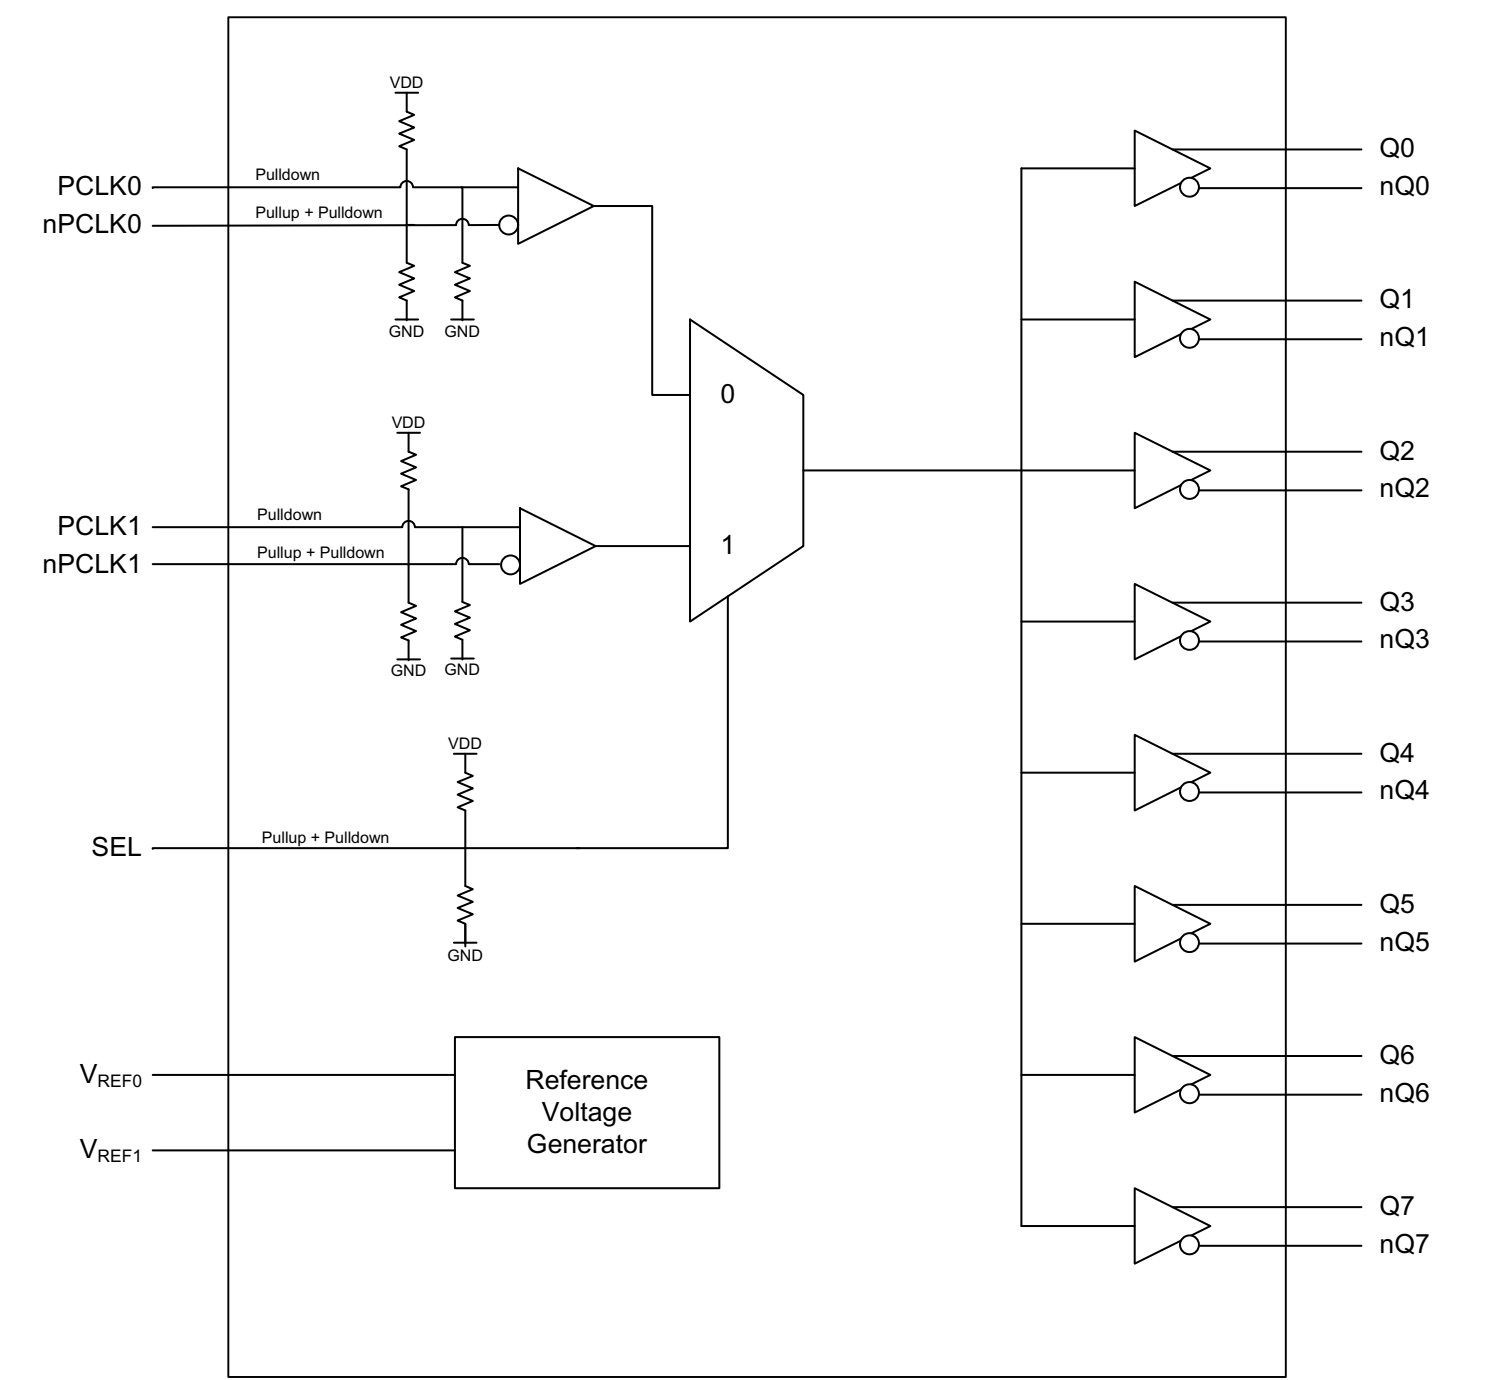 VDD
PCLK0
Pulldown
nPCLK0
Pullup + Pulldown
GND
GND
VDD
PCLK1
Pulldown
nPCLK1
Pullup + Pulldown
GND
GND
0
1
VDD
SEL
Pullup + Pulldown
GND
VREF0
VREF1
Reference
Voltage
Generator
Q0
nQ0
Q1
nQ1
Q2
nQ2
Q3
nQ3
Q4
nQ4
Q5
nQ5
Q6
nQ6
Q7
nQ7